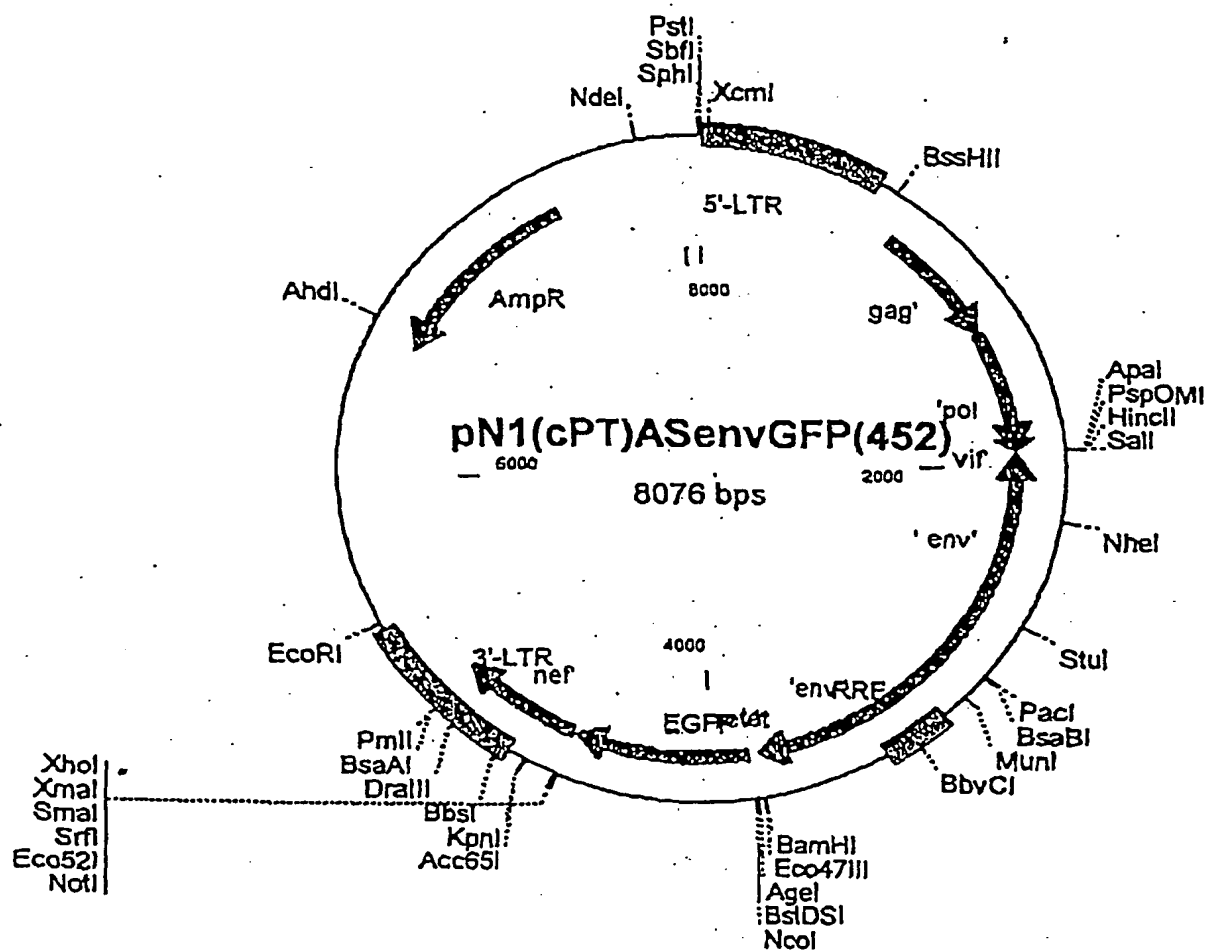 PstI
SbfI
SphI
XcmI
NdeI
BssHII
5'-LTR
8000
AhdI
AmpR
gag'
ApaI
PspOMI
HincII
SalI
'pol
vif'
pN1(cPT)ASenvGFP(452)
6000
2000
8076 bps
' env'
NheI
StuI
PacI
BsaBI
MunI
BbvCI
4000
'env
RRE
EGFP
3'-LTR
nef'
EcoRI
PmlI
BsaAI
DraIII
BbsI
KpnI
Acc65I
XhoI
XmaI
SmaI
SrfI
Eco52I
NotI
BamHI
Eco47III
AgeI
BstDSI
NcoI